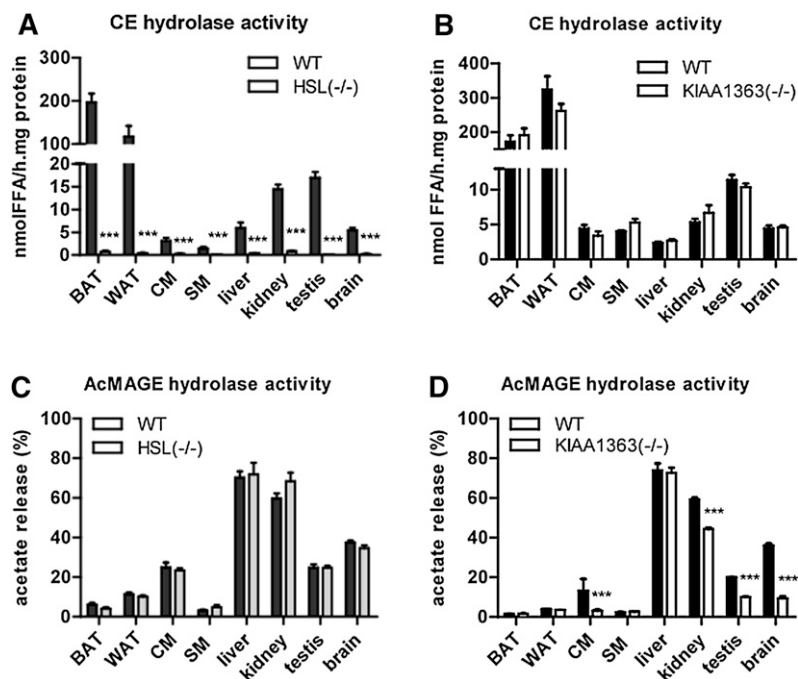 A
CE hydrolase activity
WT
HSL(-/-)
nmolFFA/h.mg protein
300
200
100
20
15
10
5
0
*** *** *** *** *** *** *** ***
BAT WAT CM SM liver kidney testis brain
B
CE hydrolase activity
WT
KIAA1363(-/-)
nmol FFA/h.mg protein
400
300
200
10
5
0
BAT WAT CM SM liver kidney testis brain
C
AcMAGE hydrolase activity
WT
HSL(-/-)
acetate release (%)
100
80
60
40
20
0
BAT WAT CM SM liver kidney testis brain
D
AcMAGE hydrolase activity
WT
KIAA1363(-/-)
acetate release (%)
100
80
60
40
20
0
*** *** *** ***
BAT WAT CM SM liver kidney testis brain